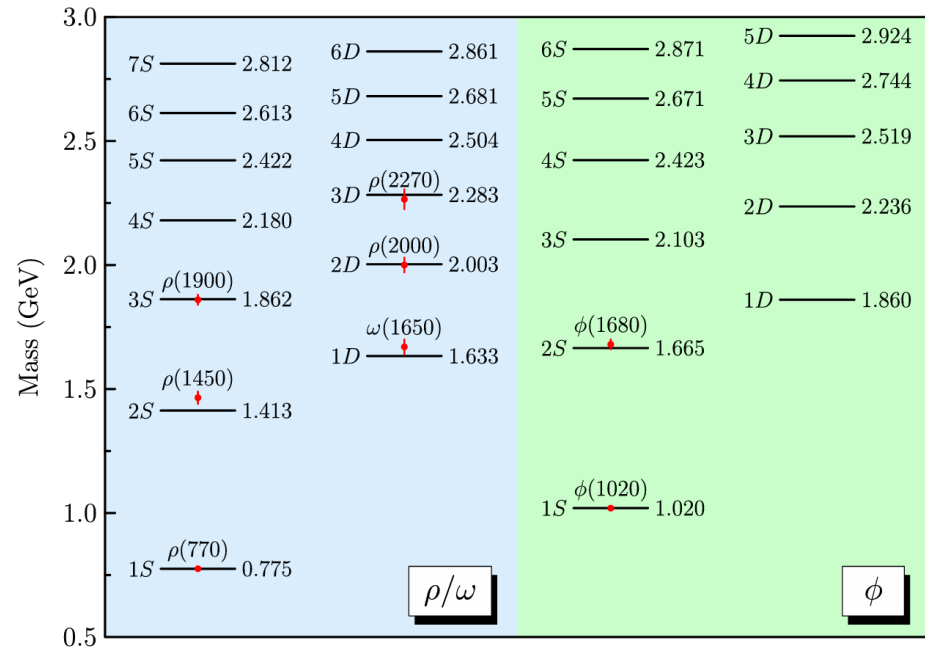 Mass (GeV)
3.0
2.5
2.0
1.5
1.0
0.5
7S 2.812
6S 2.613
5S 2.422
4S 2.180
ρ(1900)
3S 1.862
ρ(1450)
2S 1.413
ρ(770)
1S 0.775
6D 2.861
5D 2.681
4D 2.504
ρ(2270)
3D 2.283
ρ(2000)
2D 2.003
ω(1650)
1D 1.633
ρ/ω
6S 2.871
5S 2.671
4S 2.423
3S 2.103
ϕ(1680)
2S 1.665
ϕ(1020)
1S 1.020
5D 2.924
4D 2.744
3D 2.519
2D 2.236
1D 1.860
ϕ